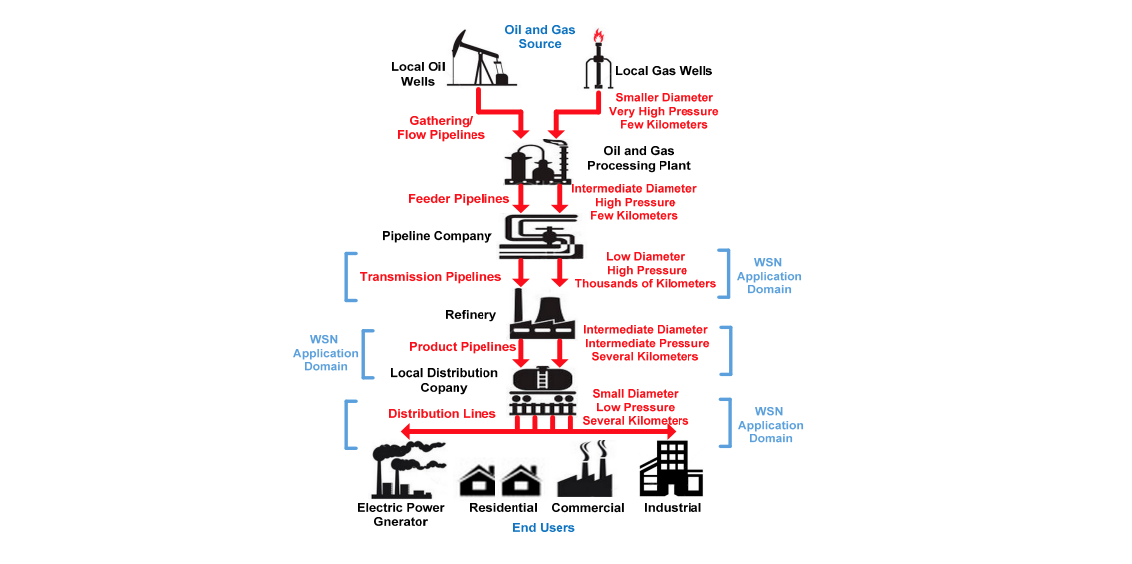 Oil and Gas
Source
Local Oil
Wells
Local Gas Wells
Smaller Diameter
Very High Pressure
Few Kilometers
Gathering/
Flow Pipelines
Oil and Gas
Processing Plant
Feeder Pipelines
Intermediate Diameter
High Pressure
Few Kilometers
Pipeline Company
Transmission Pipelines
Low Diameter
High Pressure
Thousands of Kilometers
WSN
Application
Domain
Refinery
WSN
Application
Domain
Product Pipelines
Intermediate Diameter
Intermediate Pressure
Several Kilometers
Local Distribution
Copany
Distribution Lines
Small Diameter
Low Pressure
Several Kilometers
WSN
Application
Domain
Electric Power
Gnerator
Residential
Commercial
Industrial
End Users